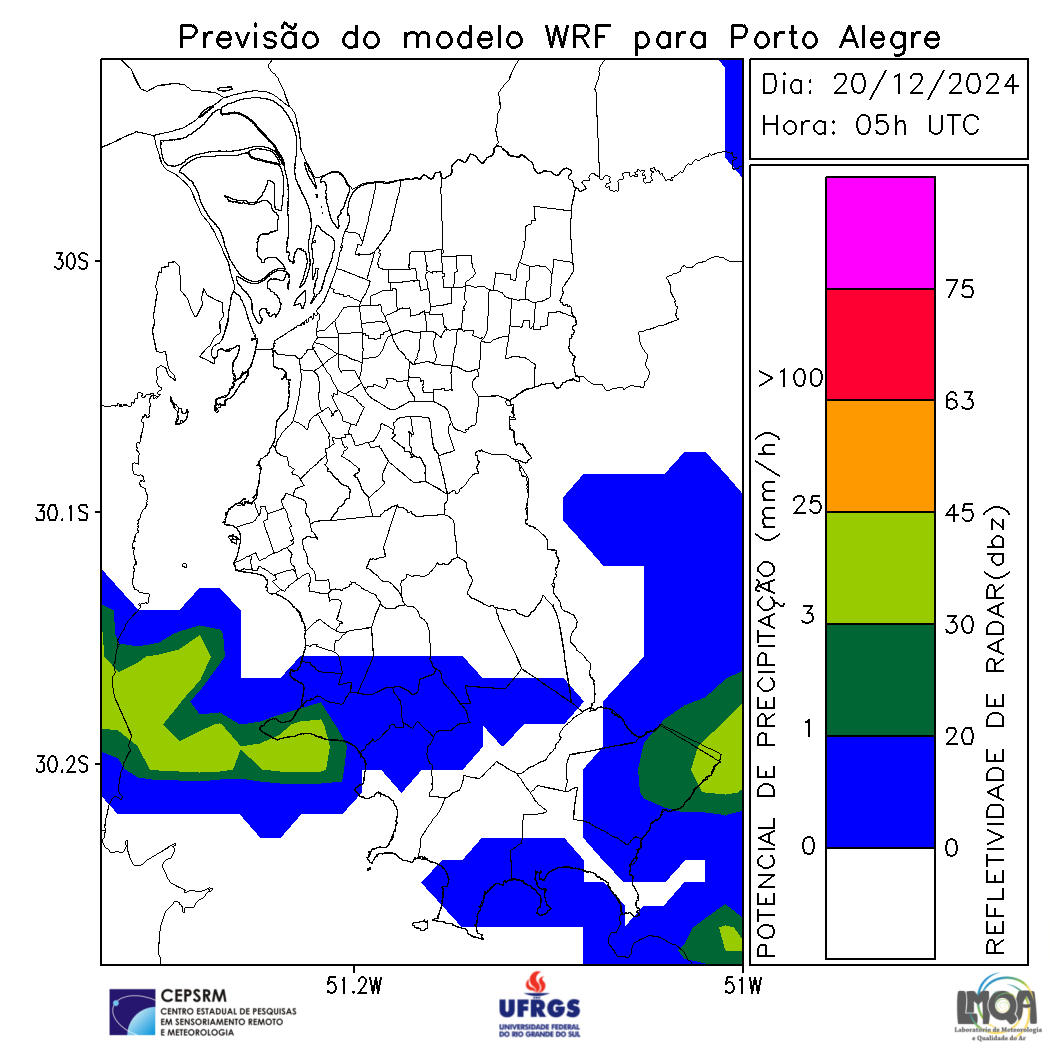 Previsão do modelo WRF para Porto Alegre
Dia: 20/12/2024
Hora: 05h UTC
30S
30.1S
30.2S
51.2W
51W
POTENCIAL DE PRECIPITAÇÃO (mm/h)
>100
25
3
1
0
75
63
45
30
20
0
REFLETIVIDADE DE RADAR(dbz)
CEPSRM
CENTRO ESTADUAL DE PESQUISAS
EM SENSORIAMENTO REMOTO
E METEOROLOGIA
UFRGS
UNIVERSIDADE FEDERAL
DO RIO GRANDE DO SUL
LMQA
Laboratório de Meteorologia
e Qualidade do Ar